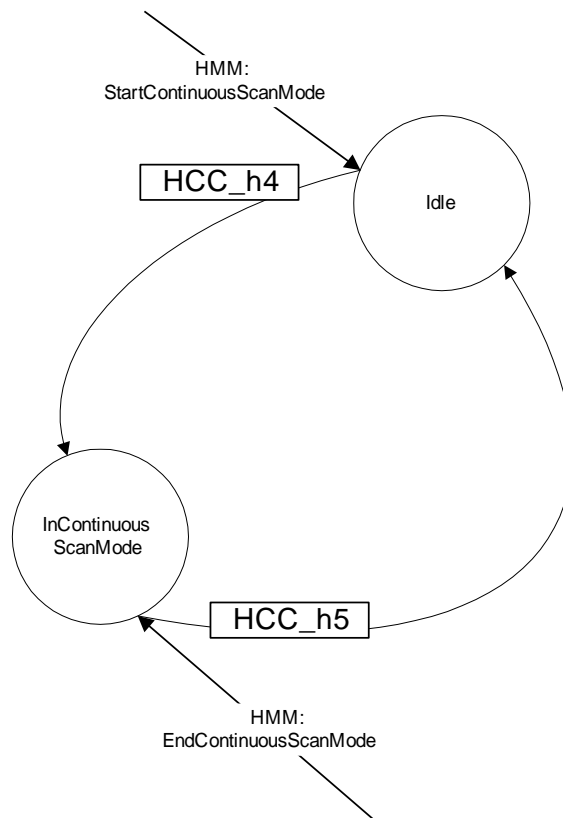 HMM:
StartContinuousScanMode
HCC_h4
Idle
InContinuous
ScanMode
HCC_h5
HMM:
EndContinuousScanMode